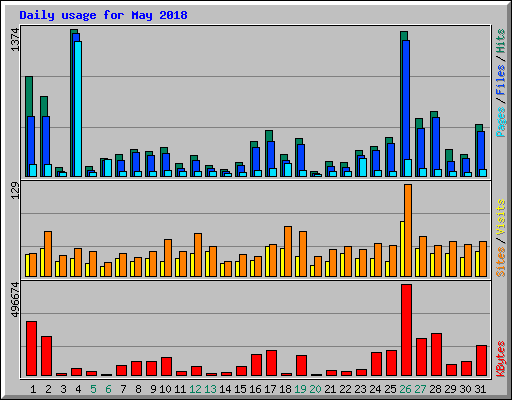 Daily usage for May 2018
1374
Pages / Files / Hits
129
Sites / Visits
496674
KBytes
1 2 3 4 5 6 7 8 9 10 11 12 13 14 15 16 17 18 19 20 21 22 23 24 25 26 27 28 29 30 31